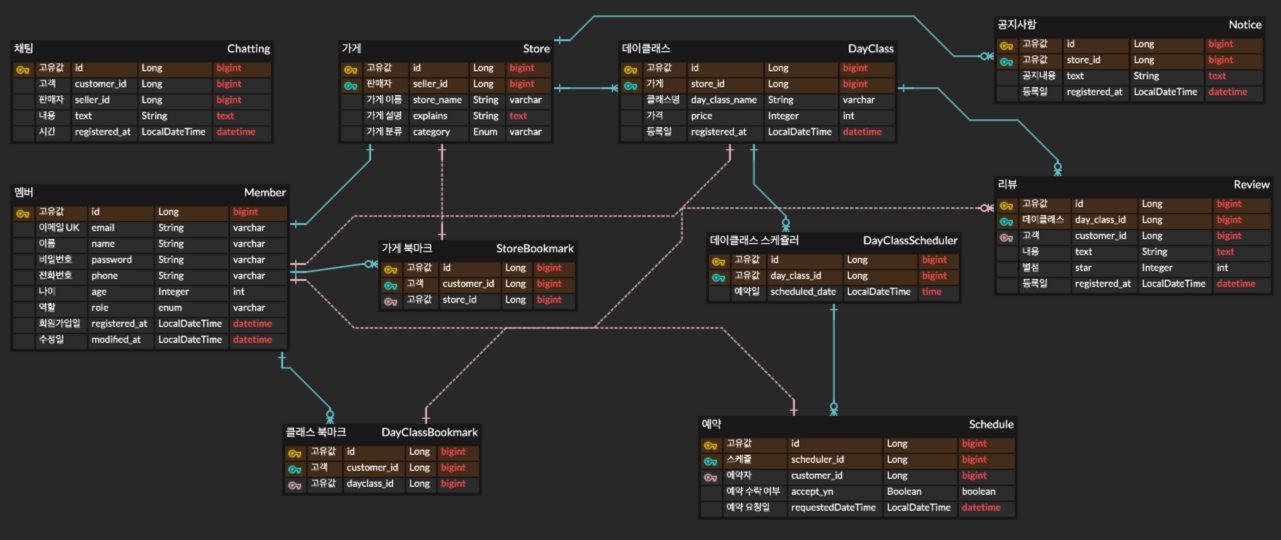 채팅 Chatting
고유값 id Long bigint
고객 customer_id Long bigint
판매자 seller_id Long bigint
내용 text String text
시간 registered_at LocalDateTime datetime
가게 Store
고유값 id Long bigint
판매자 seller_id Long bigint
가게 이름 store_name String varchar
가게 설명 explains String text
가게 분류 category Enum varchar
데이클래스 DayClass
고유값 id Long bigint
가게 store_id Long bigint
클래스명 day_class_name String varchar
가격 price Integer int
등록일 registered_at LocalDateTime datetime
공지사함 Notice
고유값 id Long bigint
고유값 store_id Long bigint
공지내용 text String text
등록일 registered_at LocalDateTime datetime
멤버 Member
고유값 id Long bigint
이메일 UK email String varchar
이름 name String varchar
비밀번호 password String varchar
전화번호 phone String varchar
나이 age Integer int
역할 role enum varchar
회원가입일 registered_at LocalDateTime datetime
수성일 modified_at LocalDateTime datetime
가게 북마크 StoreBookmark
고유값 id Long bigint
고객 customer_id Long bigint
고유값 store_id Long bigint
데이클래스 스케쥴러 DayClassScheduler
고유값 id Long bigint
고유값 day_class_id Long bigint
예약일 scheduled_date LocalDateTime time
리뷰 Review
고유값 id Long bigint
데이클래스 day_class_id Long bigint
고객 customer_id Long bigint
내용 text String text
별점 star Integer int
등록일 registered_at LocalDateTime datetime
클래스 북마크 DayClassBookmark
고유값 id Long bigint
고객 customer_id Long bigint
고유값 dayclass_id Long bigint
예약 Schedule
고유값 id Long bigint
스케쥴 scheduler_id Long bigint
예약자 customer_id Long bigint
예약 수락 여부 accept_yn Boolean boolean
예약 요청일 requestedDateTime LocalDateTime datetime